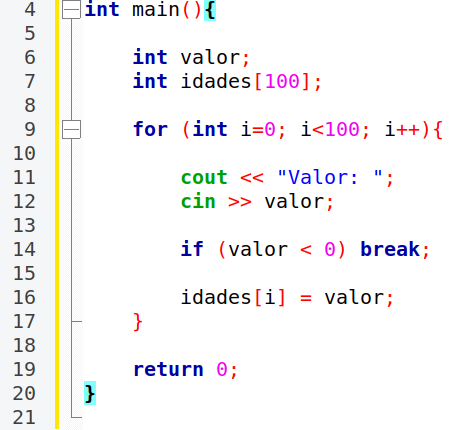 4 int main(){
5
6 int valor;
7 int idades[100];
8
9 for (int i=0; i<100; i++){
10
11 cout << "Valor: ";
12 cin >> valor;
13
14 if (valor < 0) break;
15
16 idades[i] = valor;
17 }
18
19 return 0;
20 }
21